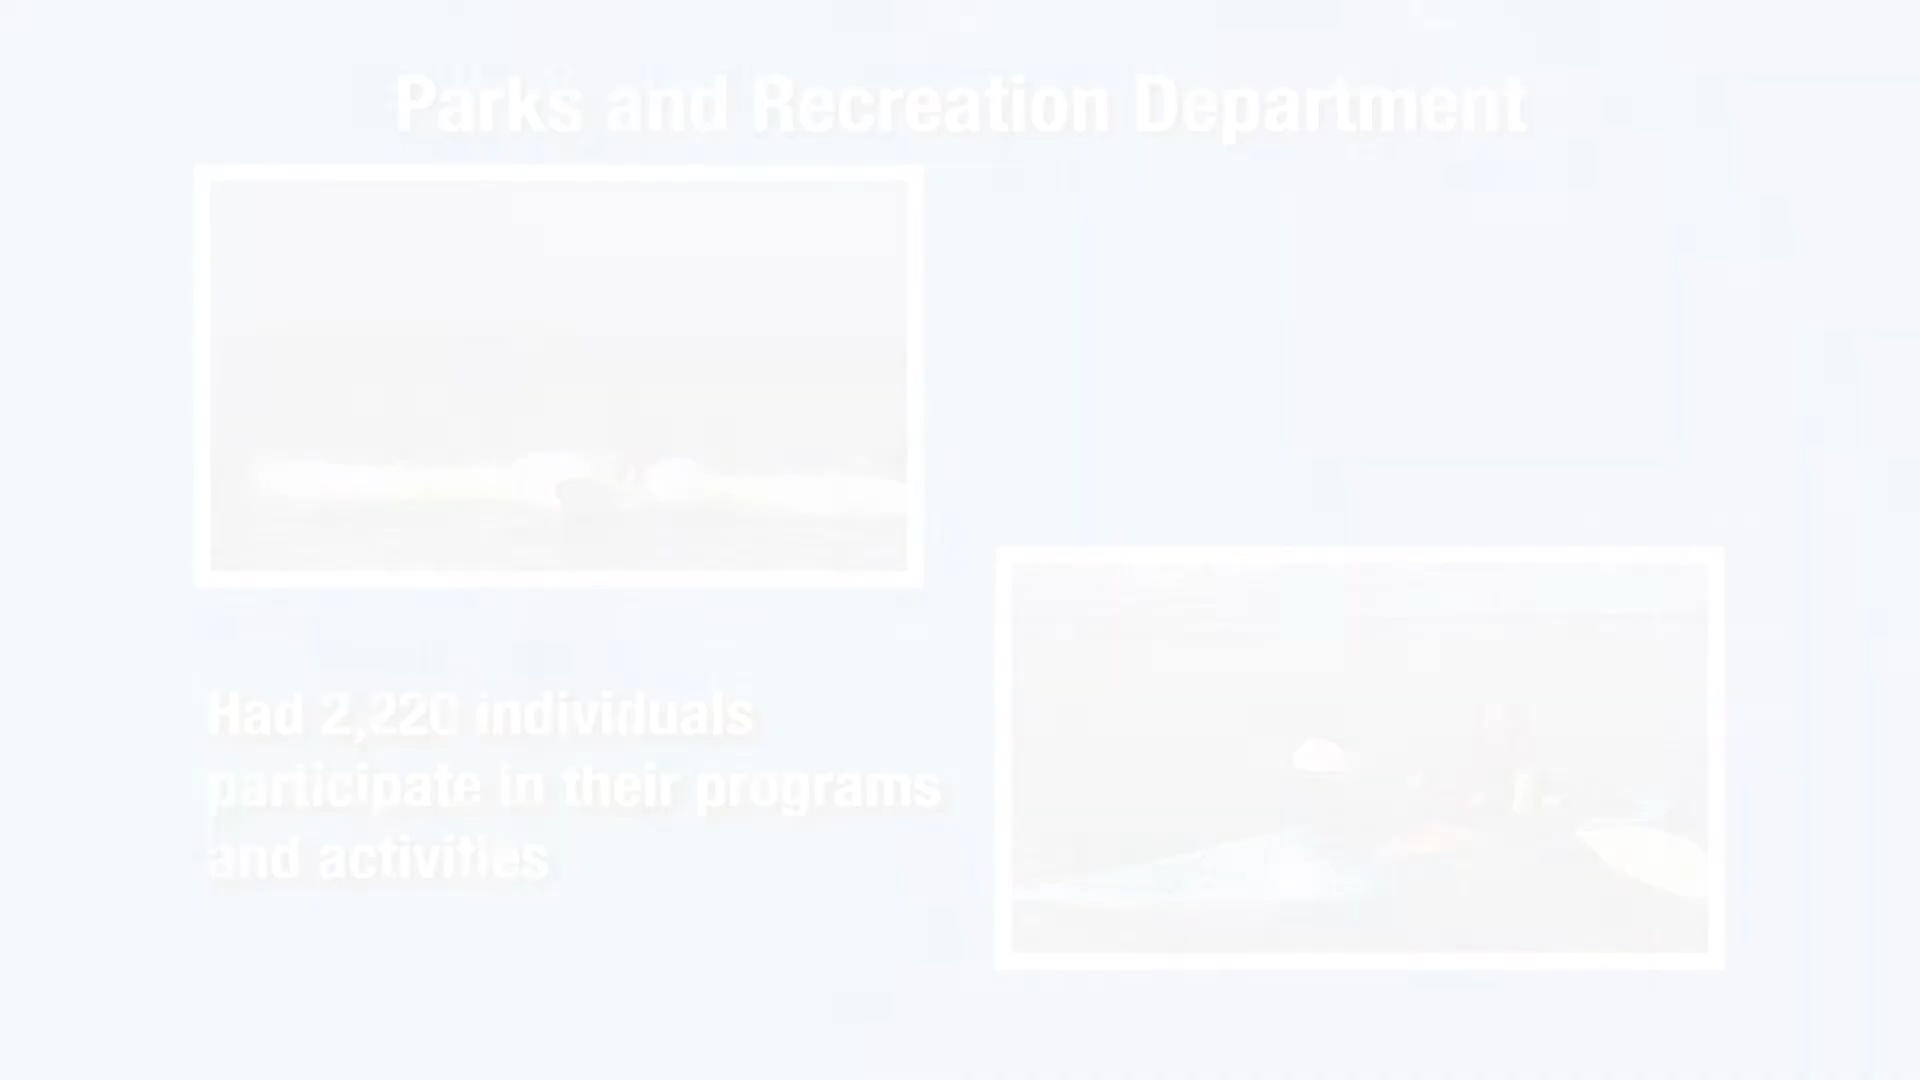 Parks and Recreation Department
Had 2,220 individuals
participate in their programs
and activities